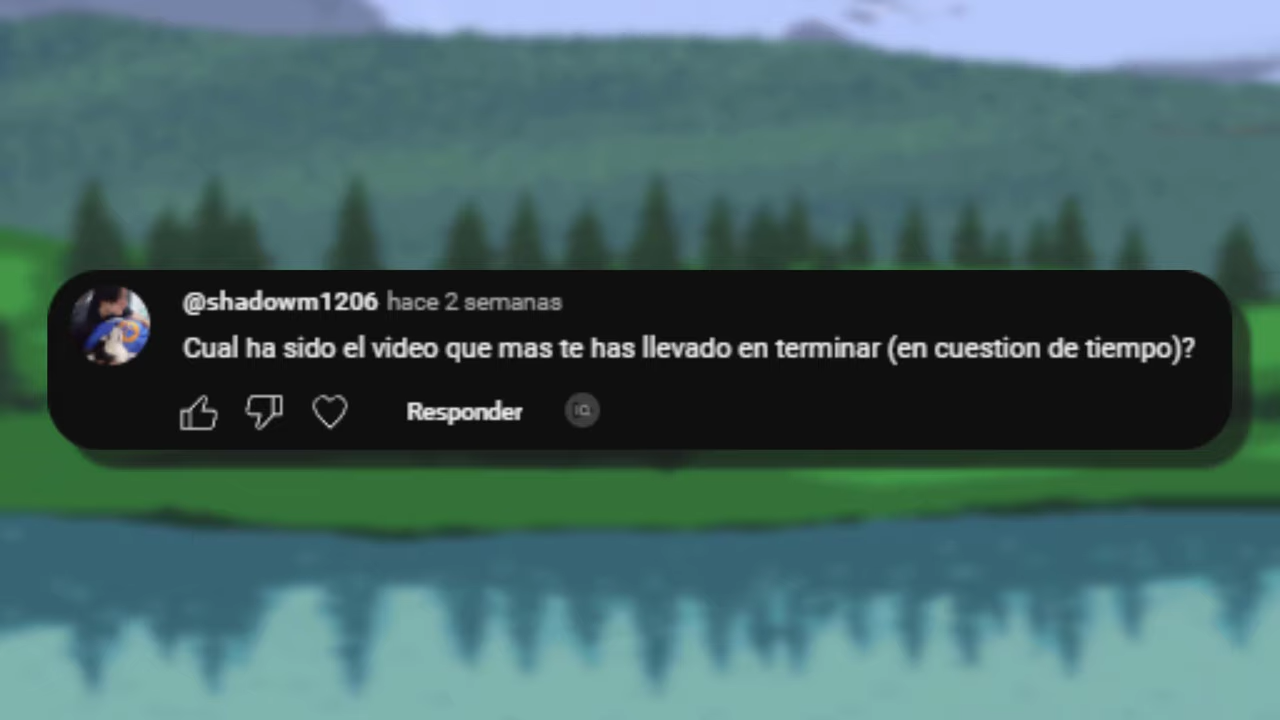 @shadowm1206 hace 2 semanas
Cual ha sido el video que mas te has llevado en terminar (en cuestion de tiempo)?
Responder
IQ